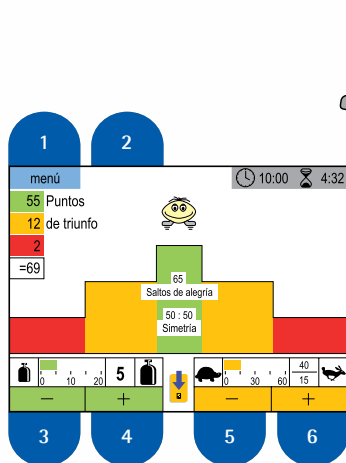 1 2
menú 10:00 4:32
55 Puntos
12 de triunfo
2
=69
65
Saltos de alegría
50 : 50
Simetría
0 10 20 5 0 30 60 40
15
− + − +
3 4 5 6